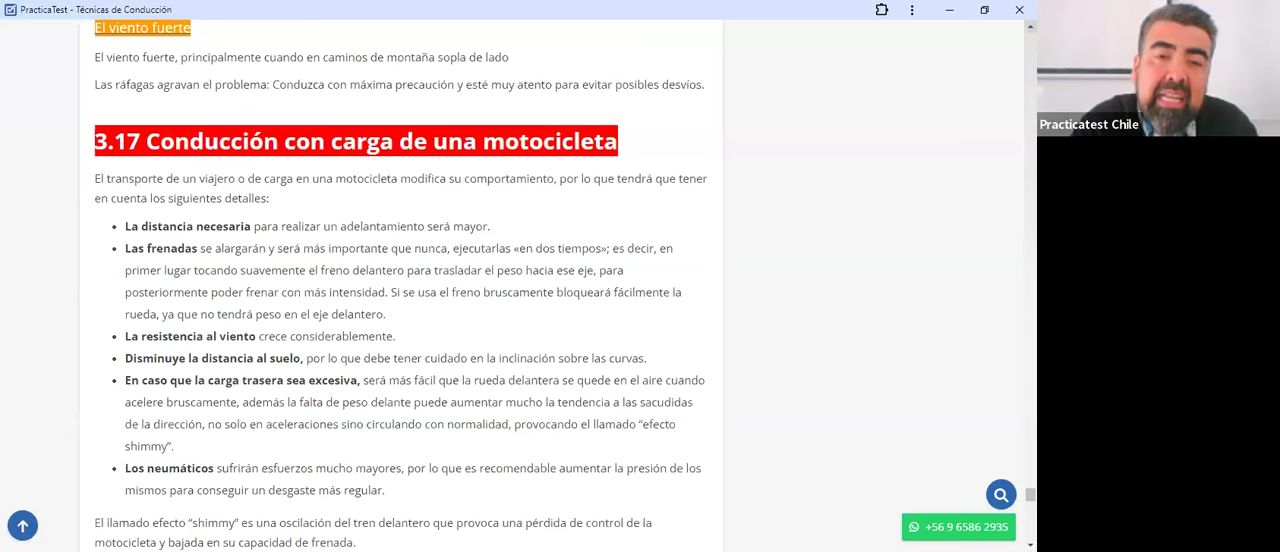 PracticaTest - Técnicas de Conducción
El viento fuerte
El viento fuerte, principalmente cuando en caminos de montaña sopla de lado
Las ráfagas agravan el problema: Conduzca con máxima precaución y esté muy atento para evitar posibles desvíos.
3.17 Conducción con carga de una motocicleta
El transporte de un viajero o de carga en una motocicleta modifica su comportamiento, por lo que tendrá que tener
en cuenta los siguientes detalles:
• La distancia necesaria para realizar un adelantamiento será mayor.
• Las frenadas se alargarán y será más importante que nunca, ejecutarlas «en dos tiempos»; es decir, en
primer lugar tocando suavemente el freno delantero para trasladar el peso hacia ese eje, para
posteriormente poder frenar con más intensidad. Si se usa el freno bruscamente bloqueará fácilmente la
rueda, ya que no tendrá peso en el eje delantero.
• La resistencia al viento crece considerablemente.
• Disminuye la distancia al suelo, por lo que debe tener cuidado en la inclinación sobre las curvas.
• En caso que la carga trasera sea excesiva, será más fácil que la rueda delantera se quede en el aire cuando
acelere bruscamente, además la falta de peso delante puede aumentar mucho la tendencia a las sacudidas
de la dirección, no solo en aceleraciones sino circulando con normalidad, provocando el llamado “efecto
shimmy”.
• Los neumáticos sufrirán esfuerzos mucho mayores, por lo que es recomendable aumentar la presión de los
mismos para conseguir un desgaste más regular.
El llamado efecto “shimmy” es una oscilación del tren delantero que provoca una pérdida de control de la
motocicleta y bajada en su capacidad de frenada.
+56 9 6586 2935
Practicatest Chile